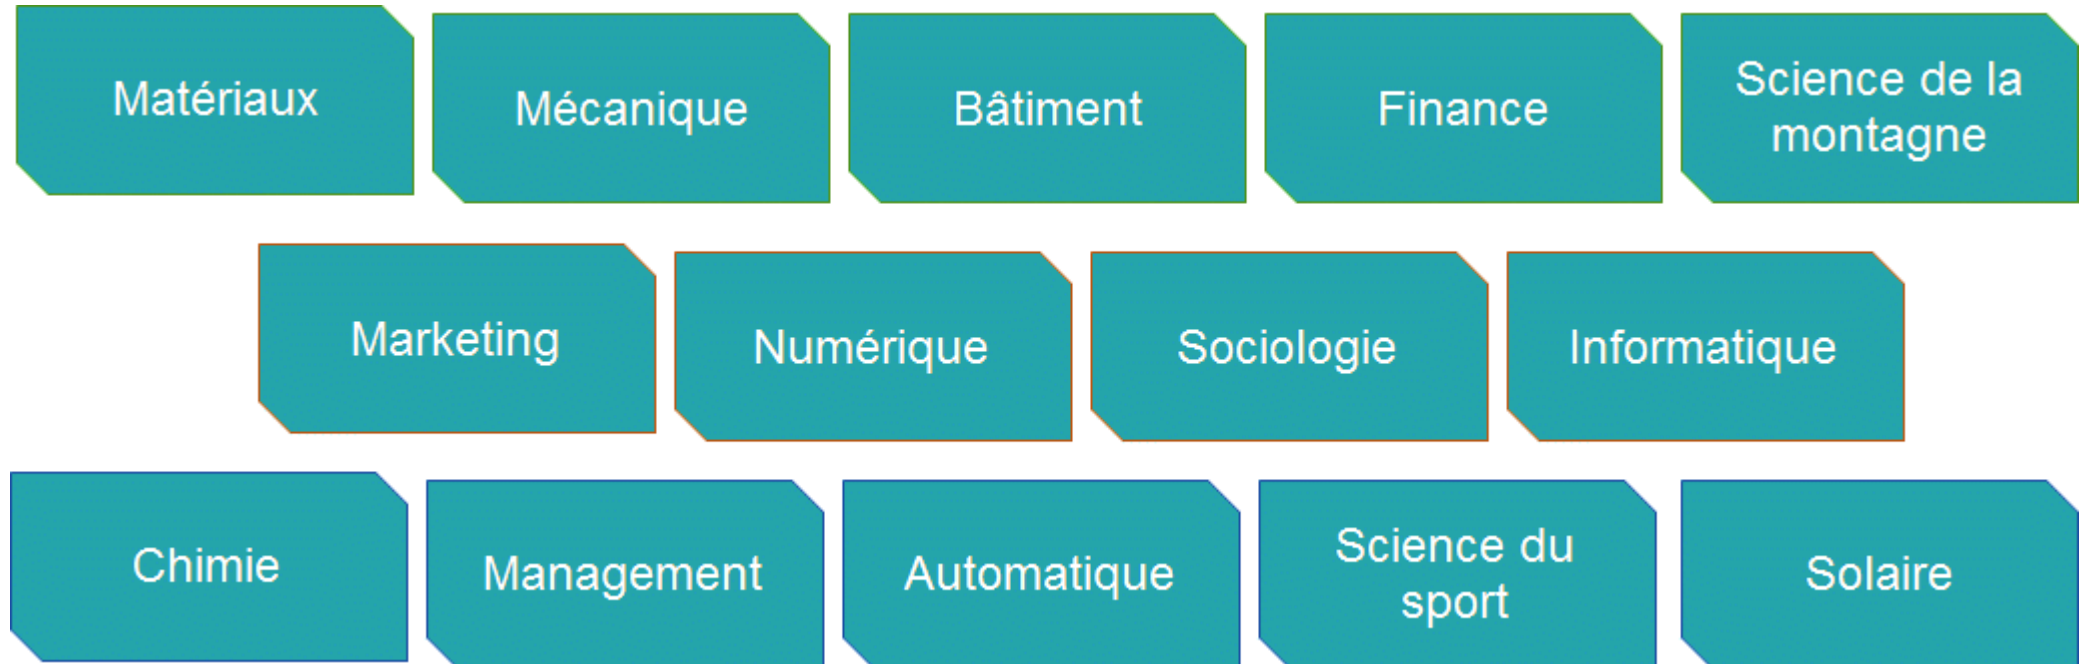 Matériaux
Mécanique
Bâtiment
Finance
Science de la
montagne
Marketing
Numérique
Sociologie
Informatique
Chimie
Management
Automatique
Science du
sport
Solaire